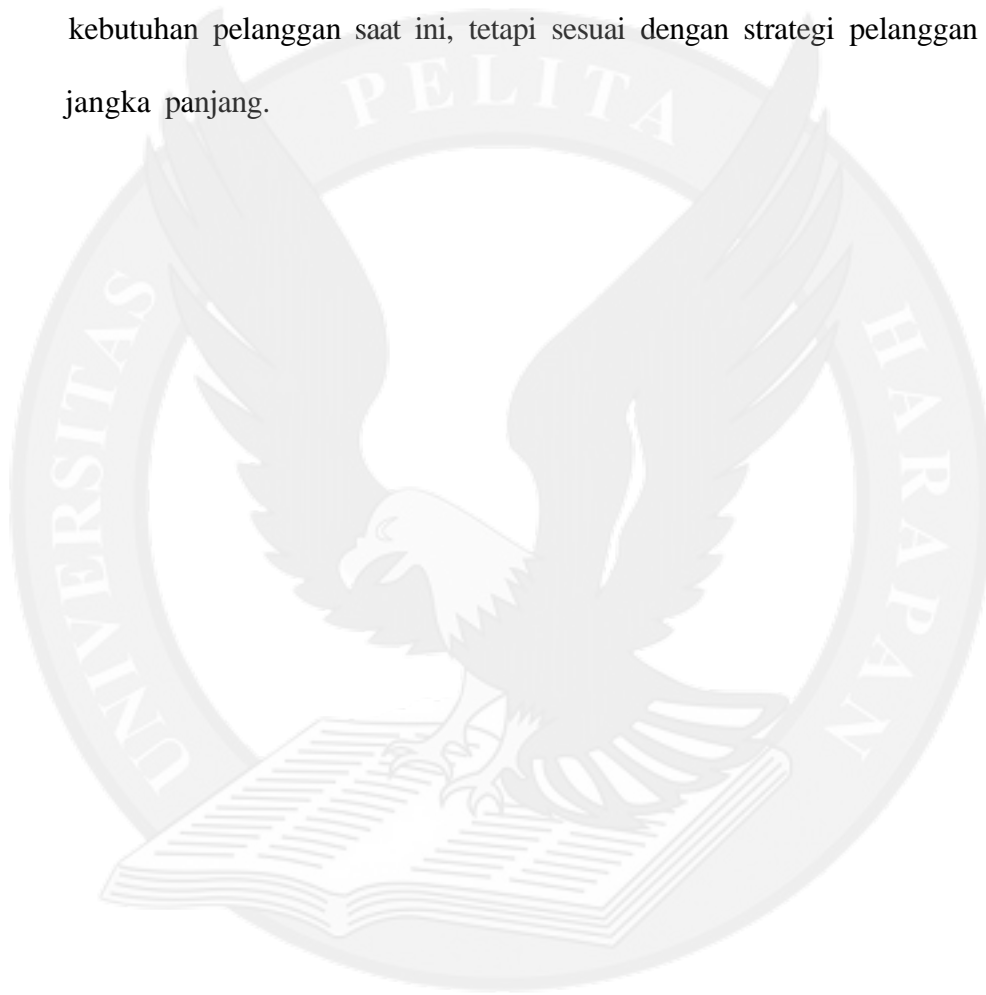 kebutuhan pelanggan saat ini, tetapi sesuai dengan strategi pelanggan
jangka panjang.
UNIVERSITAS PELITA HARAPAN